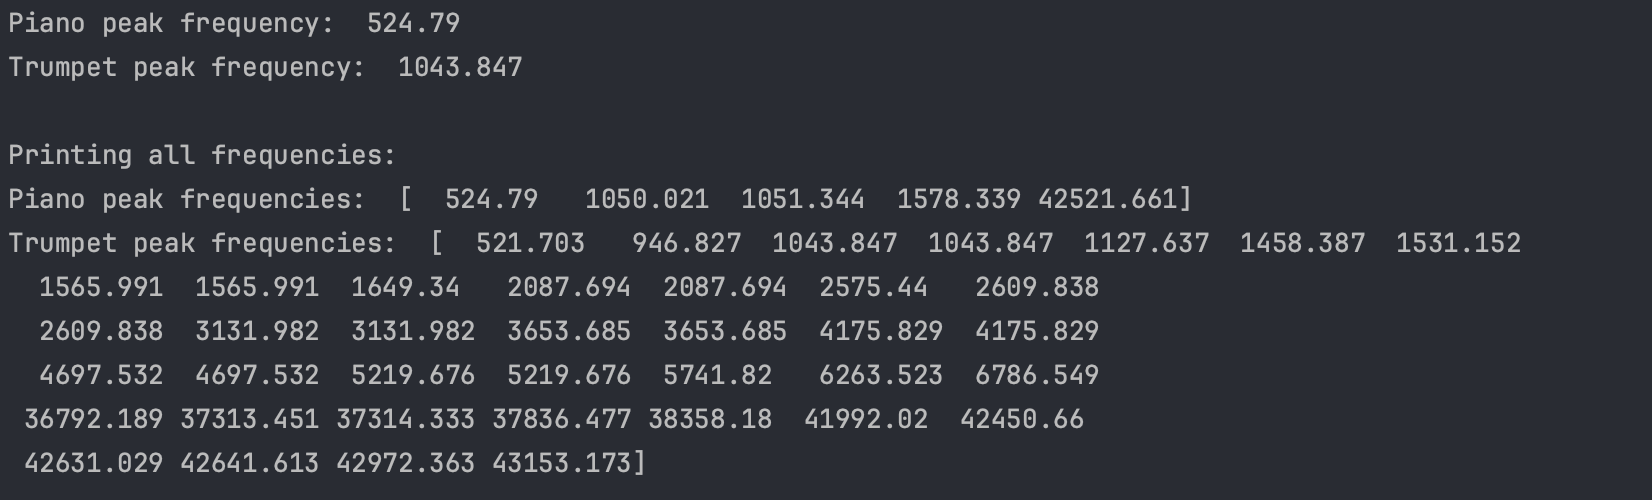 Piano peak frequency:  524.79
Trumpet peak frequency:  1043.847
Printing all frequencies:
Piano peak frequencies:  [  524.79   1050.021  1051.344  1578.339 42521.661]
Trumpet peak frequencies:  [  521.703   946.827  1043.847  1043.847  1127.637  1458.387  1531.152
  1565.991  1565.991  1649.34   2087.694  2087.694  2575.44   2609.838
  2609.838  3131.982  3131.982  3653.685  3653.685  4175.829  4175.829
  4697.532  4697.532  5219.676  5219.676  5741.82   6263.523  6786.549
 36792.189 37313.451 37314.333 37836.477 38358.18  41992.02  42450.66
 42631.029 42641.613 42972.363 43153.173]